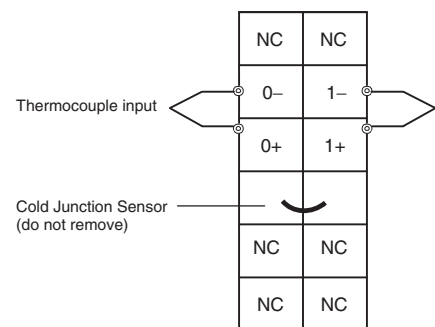 NC NC
0– 1–
Thermocouple input
0+ 1+
Cold Junction Sensor
(do not remove)
NC NC
NC NC